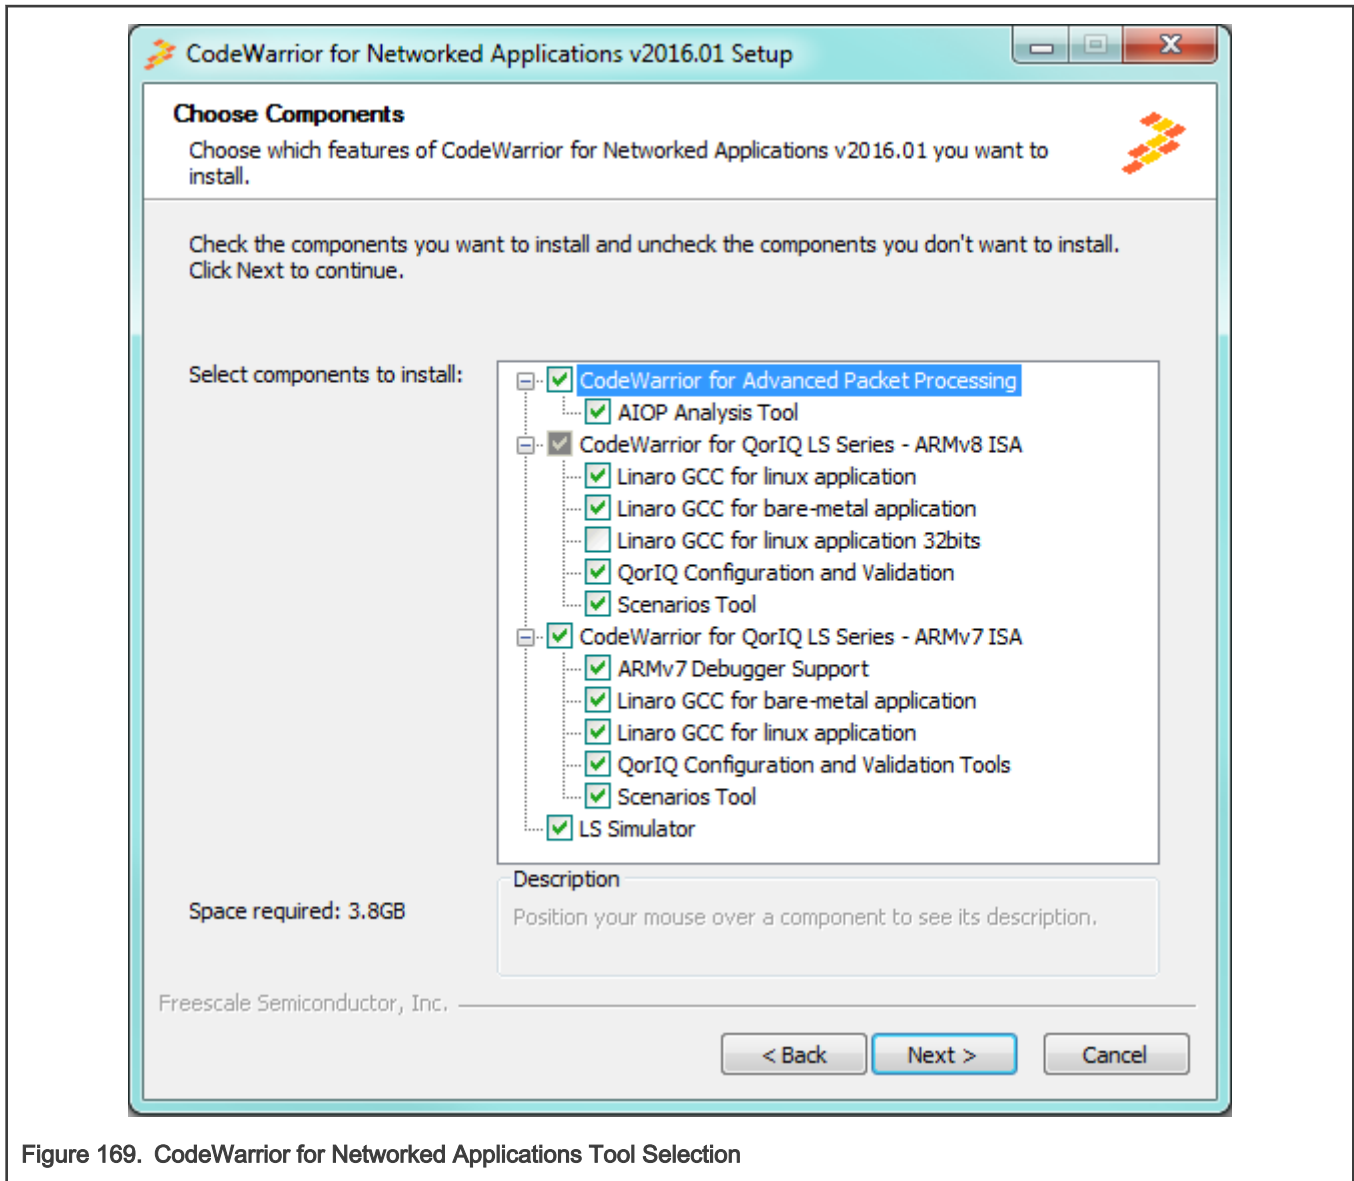 CodeWarrior for Networked Applications v2016.01 Setup
Choose Components
Choose which features of CodeWarrior for Networked Applications v2016.01 you want to
install.
Check the components you want to install and uncheck the components you don't want to install.
Click Next to continue.
Select components to install:
CodeWarrior for Advanced Packet Processing
AIOP Analysis Tool
CodeWarrior for QorIQ LS Series - ARMv8 ISA
Linaro GCC for linux application
Linaro GCC for bare-metal application
Linaro GCC for linux application 32bits
QorIQ Configuration and Validation
Scenarios Tool
CodeWarrior for QorIQ LS Series - ARMv7 ISA
ARMv7 Debugger Support
Linaro GCC for bare-metal application
Linaro GCC for linux application
QorIQ Configuration and Validation Tools
Scenarios Tool
LS Simulator
Description
Space required: 3.8GB
Position your mouse over a component to see its description.
Freescale Semiconductor, Inc.
< Back
Next >
Cancel
Figure 169. CodeWarrior for Networked Applications Tool Selection